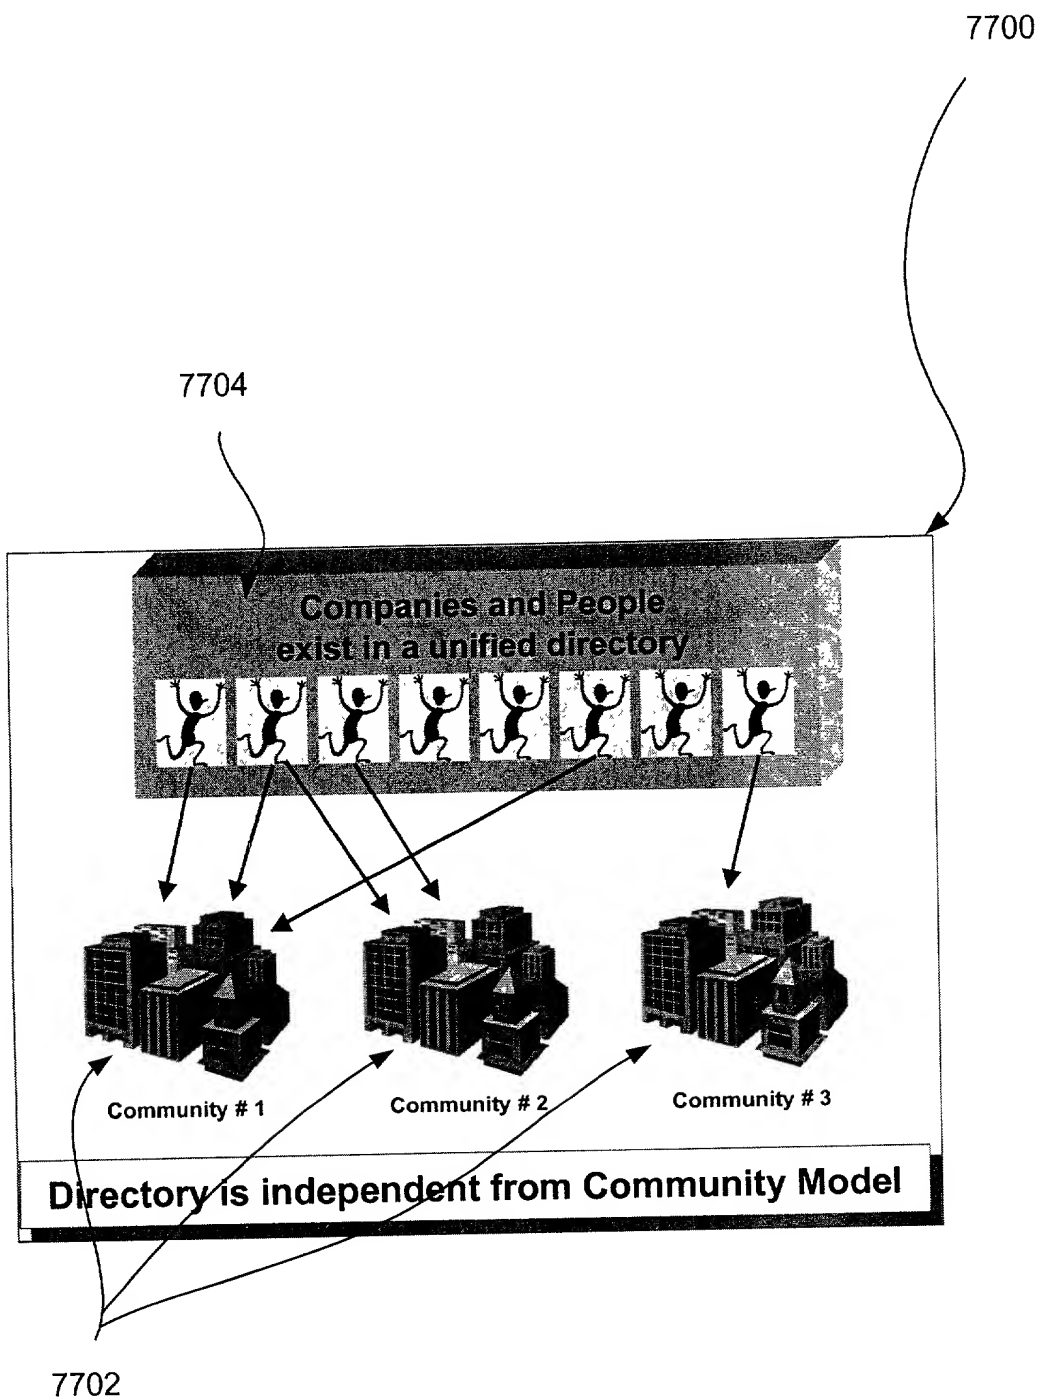 7700
7704
Companies and People
exist in a unified directory
Community # 1
Community # 2
Community # 3
Directory is independent from Community Model
7702